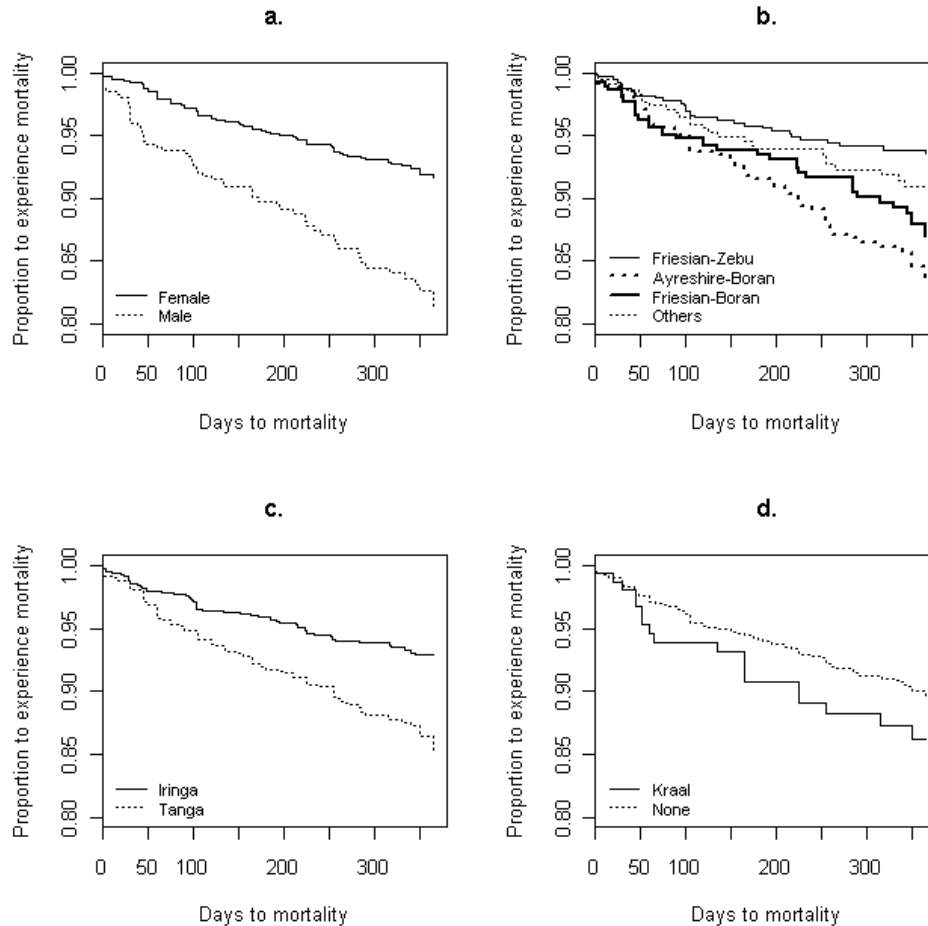 a.
Proportion to experience mortality
0.80 0.85 0.90 0.95 1.00
Female
Male
0 50 100 200 300
Days to mortality
b.
Proportion to experience mortality
0.80 0.85 0.90 0.95 1.00
Friesian-Zebu
Ayreshire-Boran
Friesian-Boran
Others
0 50 100 200 300
Days to mortality
c.
Proportion to experience mortality
0.80 0.85 0.90 0.95 1.00
Iringa
Tanga
0 50 100 200 300
Days to mortality
d.
Proportion to experience mortality
0.80 0.85 0.90 0.95 1.00
Kraal
None
0 50 100 200 300
Days to mortality